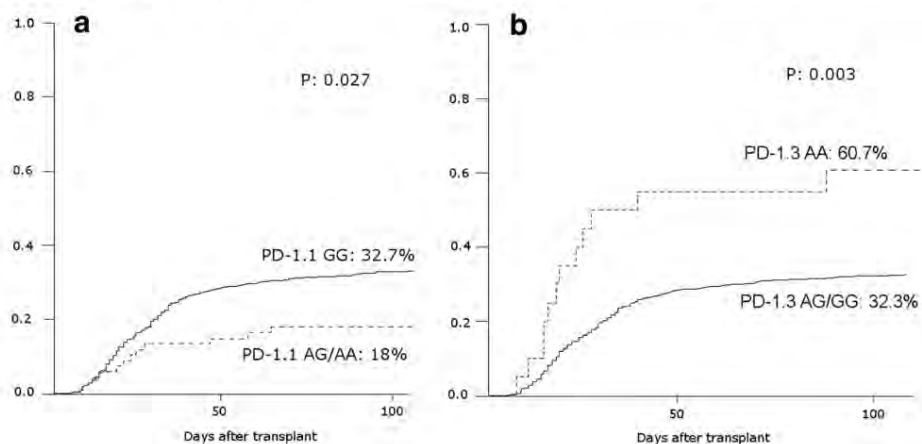 a
P: 0.027
1.0
0.8
0.6
0.4
0.2
0.0
PD-1.1 GG: 32.7%
PD-1.1 AG/AA: 18%
50
100
Days after transplant
b
P: 0.003
1.0
0.8
0.6
0.4
0.2
0.0
PD-1.3 AA: 60.7%
PD-1.3 AG/GG: 32.3%
50
100
Days after transplant